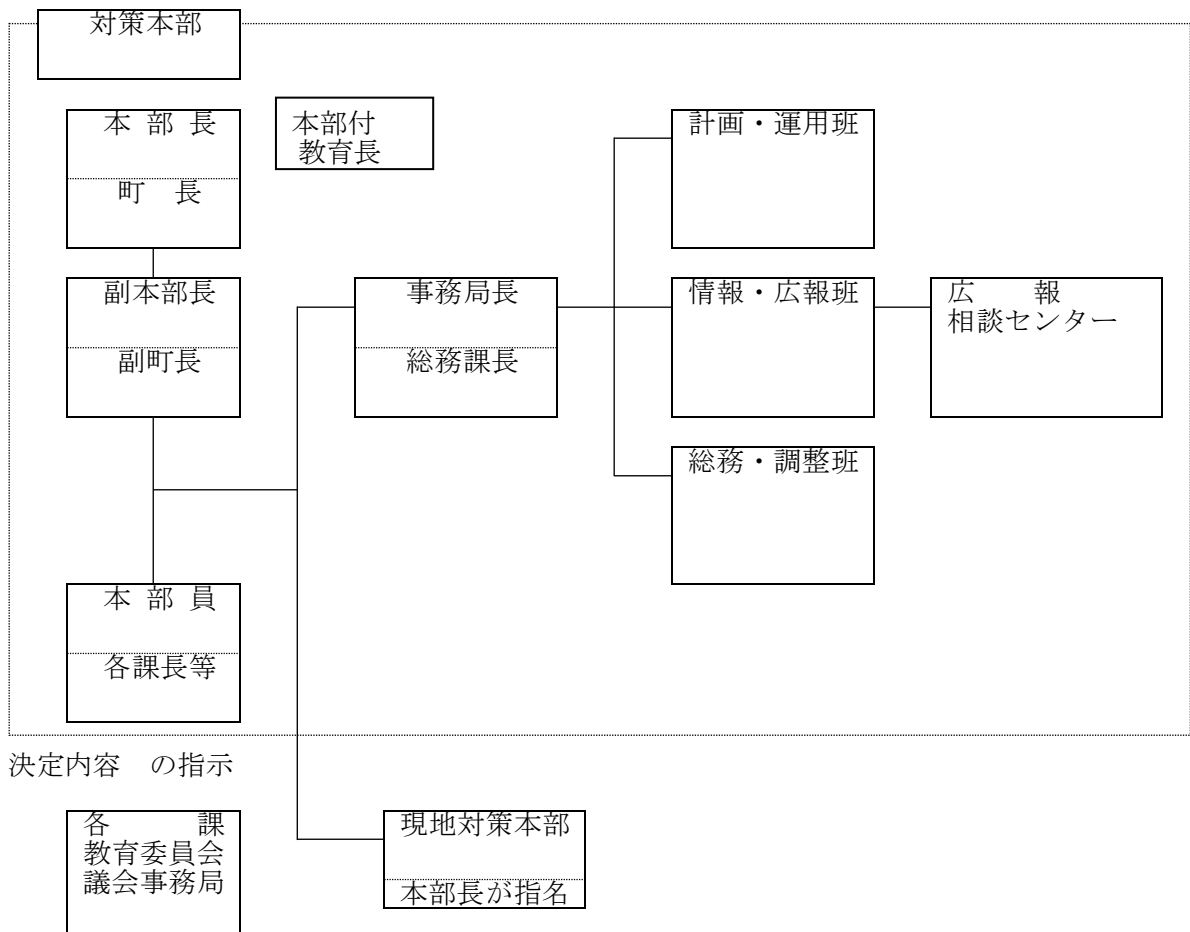 対策本部
本 部 長
町　長
本部付
教育長
計画・運用班
副本部長
副町長
事務局長
総務課長
情報・広報班
広　　報
相談センター
総務・調整班
本 部 員
各課長等
決定内容　の指示
各　　　課
教育委員会
議会事務局
現地対策本部
本部長が指名